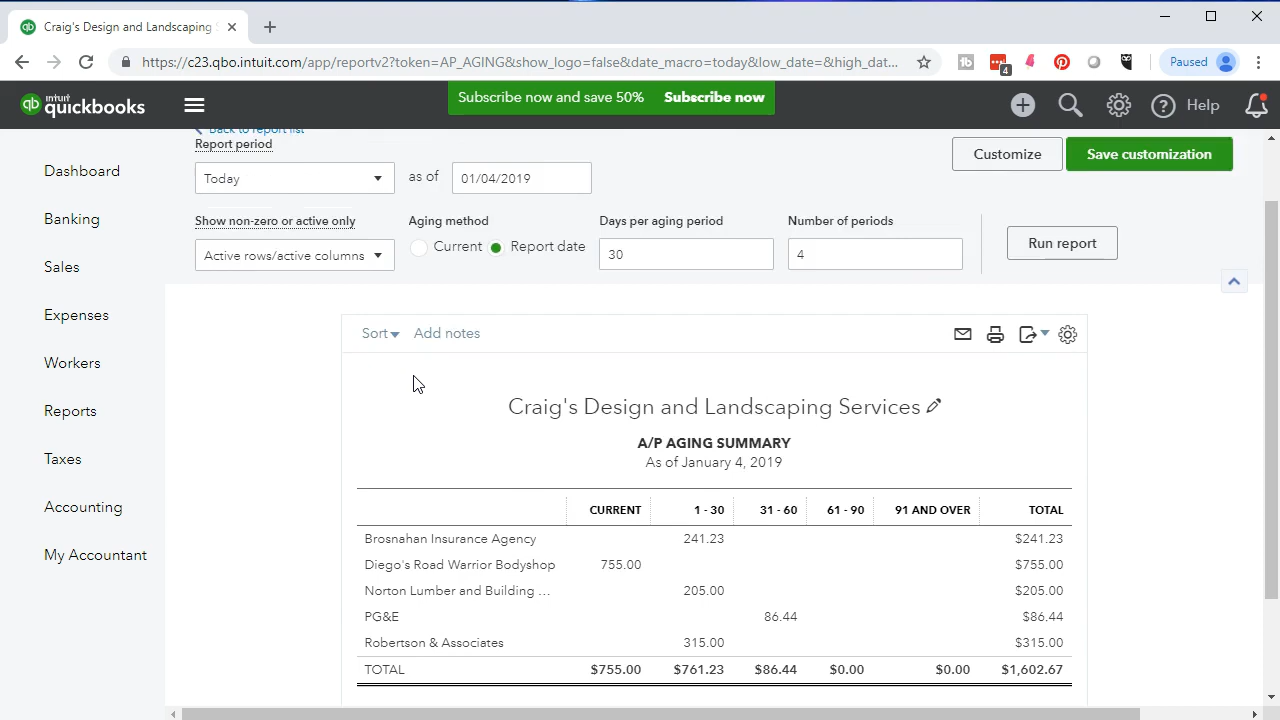 Craig's Design and Landscaping
https://c23.qbo.intuit.com/app/reportv2?token=AP_AGING&show_logo=false&date_macro=today&low_date=&high_dat...
4
Paused
intuit quickbooks
Subscribe now and save 50% Subscribe now
Help
Dashboard
Banking
Sales
Expenses
Workers
Reports
Taxes
Accounting
My Accountant
Back to report list
Report period
Customize
Save customization
Today
as of
01/04/2019
Show non-zero or active only
Aging method
Days per aging period
Number of periods
Active rows/active columns
Current
Report date
30
4
Run report
Sort
Add notes
Craig's Design and Landscaping Services
A/P AGING SUMMARY
As of January 4, 2019
CURRENT 1 - 30 31 - 60 61 - 90 91 AND OVER TOTAL
Brosnahan Insurance Agency 241.23 $241.23
Diego's Road Warrior Bodyshop 755.00 $755.00
Norton Lumber and Building ... 205.00 $205.00
PG&E 86.44 $86.44
Robertson & Associates 315.00 $315.00
TOTAL $755.00 $761.23 $86.44 $0.00 $0.00 $1,602.67